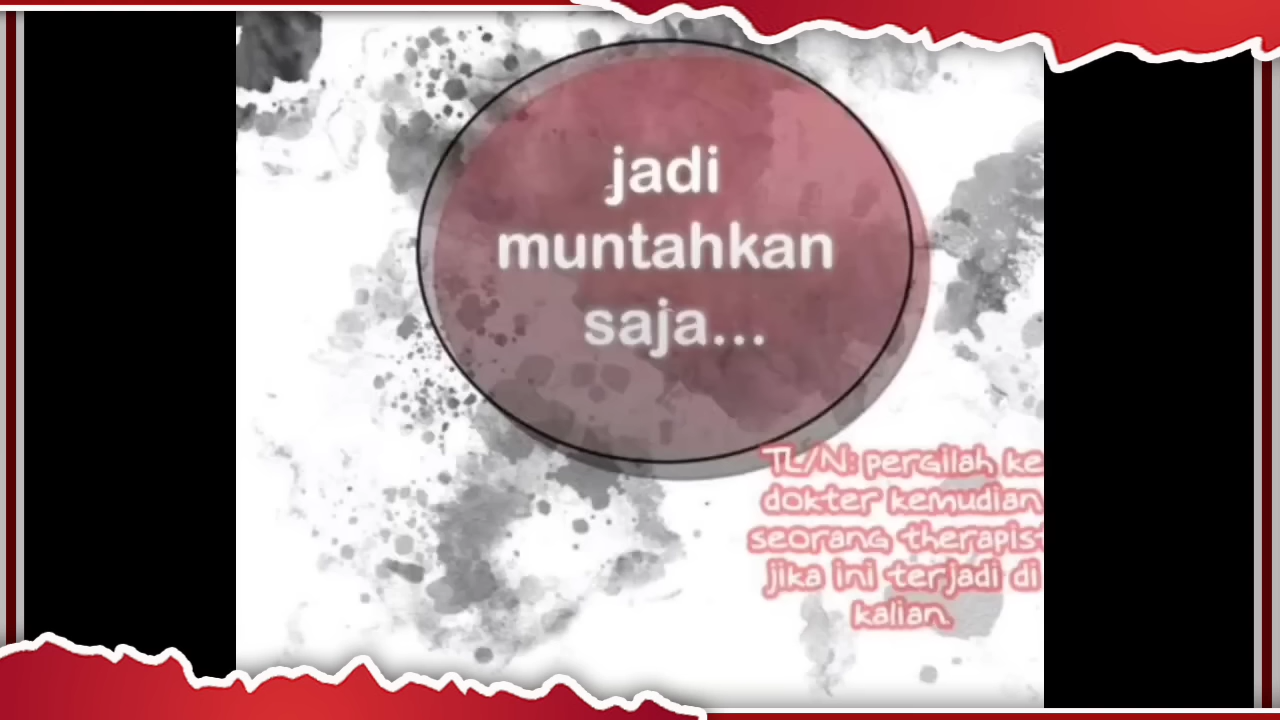 jadi
muntahkan
saja...
TL/N: pergilah ke
dokter kemudian
seorang therapist
jika ini terjadi di
kalian.